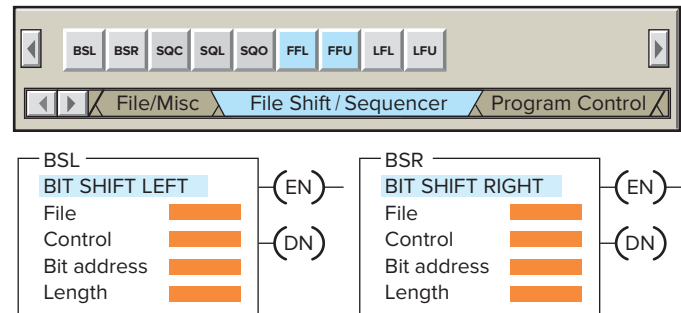 BSL BSR SQC SQL SQO FFL FFU LFL LFU
File/Misc File Shift / Sequencer Program Control
BSL
BIT SHIFT LEFT
File
Control
Bit address
Length
EN
DN
BSR
BIT SHIFT RIGHT
File
Control
Bit address
Length
EN
DN